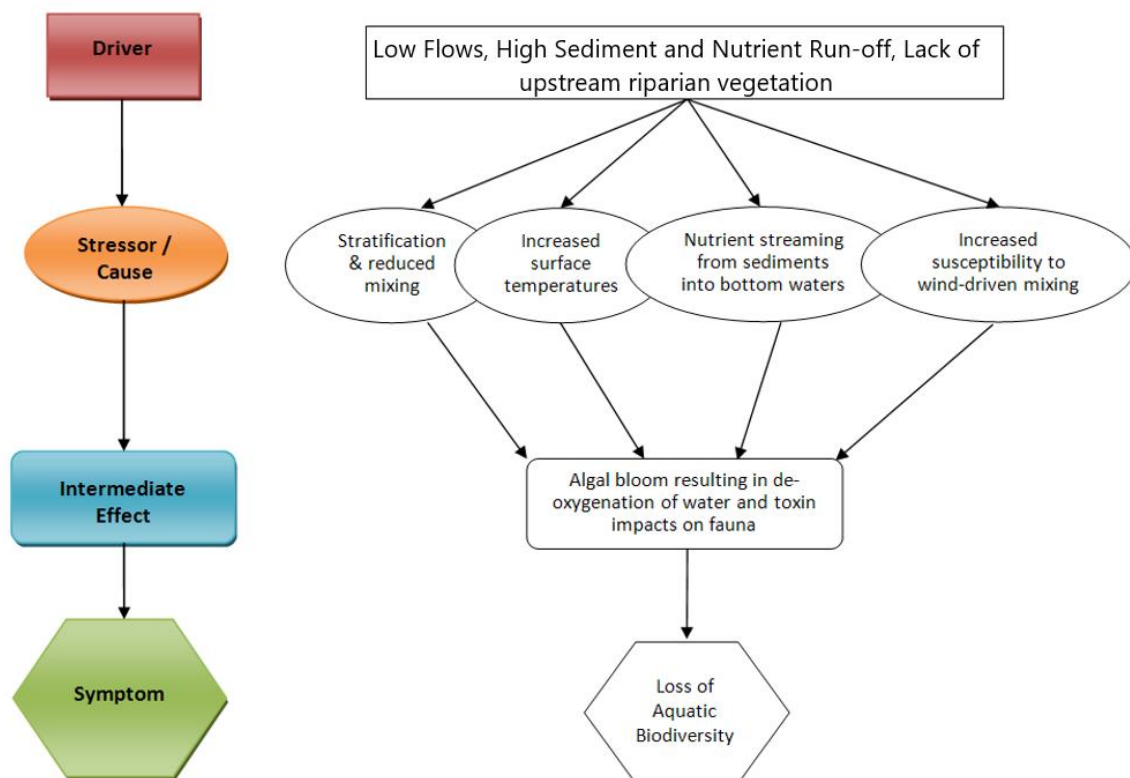 Driver
Low Flows, High Sediment and Nutrient Run-off, Lack of
upstream riparian vegetation
Stressor /
Cause
Stratification
& reduced
mixing
Increased
surface
temperatures
Nutrient streaming
from sediments
into bottom waters
Increased
susceptibility to
wind-driven mixing
Intermediate
Effect
Algal bloom resulting in de-
oxygenation of water and toxin
impacts on fauna
Symptom
Loss of
Aquatic
Biodiversity